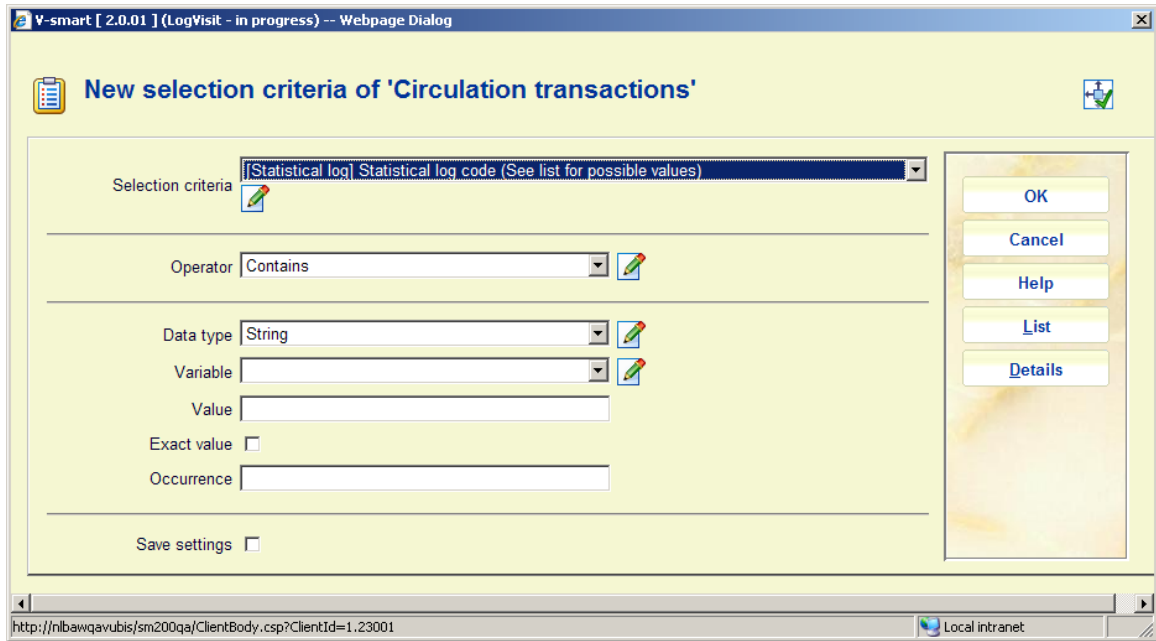 V-smart [ 2.0.01 ] (LogVisit - in progress) -- Webpage Dialog
New selection criteria of 'Circulation transactions'
Selection criteria [Statistical log] Statistical log code (See list for possible values)
Operator Contains
Data type String
Variable
Value
Exact value
Occurrence
Save settings
OK
Cancel
Help
List
Details
http://nlbawqavubis/sm200qa/ClientBody.csp?ClientId=1.23001
Local intranet